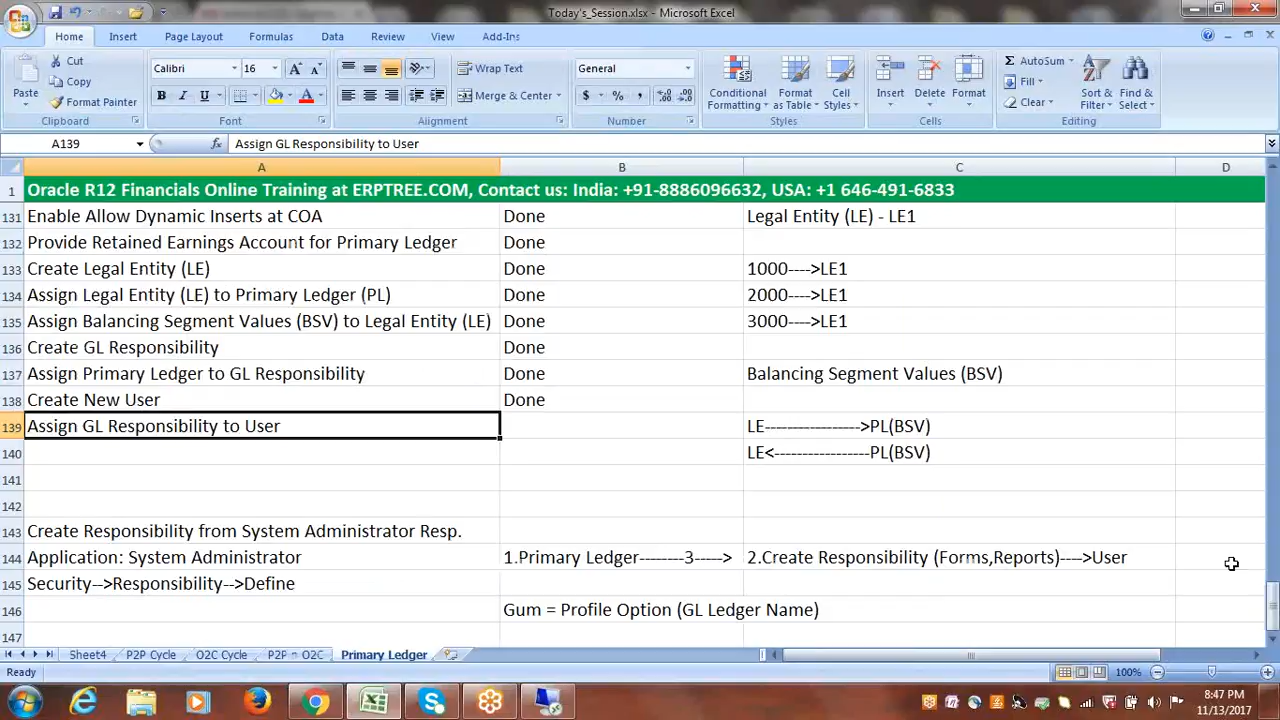 Today's_Session.xlsx - Microsoft Excel
Home Insert Page Layout Formulas Data Review View Add-Ins
Cut
Copy
Format Painter
Paste
Clipboard
Calibri 16
B I U
Font
Wrap Text
Merge & Center
Alignment
General
$ % ,
Number
Conditional Formatting
Format as Table
Cell Styles
Styles
Insert Delete Format
Cells
AutoSum
Fill
Clear
Sort & Filter
Find & Select
Editing
A139 fx Assign GL Responsibility to User
A B C D
1 Oracle R12 Financials Online Training at ERPTREE.COM, Contact us: India: +91-8886096632, USA: +1 646-491-6833
131 Enable Allow Dynamic Inserts at COA Done Legal Entity (LE) - LE1
132 Provide Retained Earnings Account for Primary Ledger Done
133 Create Legal Entity (LE) Done 1000---->LE1
134 Assign Legal Entity (LE) to Primary Ledger (PL) Done 2000---->LE1
135 Assign Balancing Segment Values (BSV) to Legal Entity (LE) Done 3000---->LE1
136 Create GL Responsibility Done
137 Assign Primary Ledger to GL Responsibility Done Balancing Segment Values (BSV)
138 Create New User Done
139 Assign GL Responsibility to User LE----------------->PL(BSV)
140 LE<-----------------PL(BSV)
141
142
143 Create Responsibility from System Administrator Resp.
144 Application: System Administrator 1.Primary Ledger--------3-----> 2.Create Responsibility (Forms,Reports)---->User
145 Security-->Responsibility-->Define
146 Gum = Profile Option (GL Ledger Name)
147
Sheet4 P2P Cycle O2C Cycle P2P = O2C Primary Ledger
Ready 100%
8:47 PM
11/13/2017